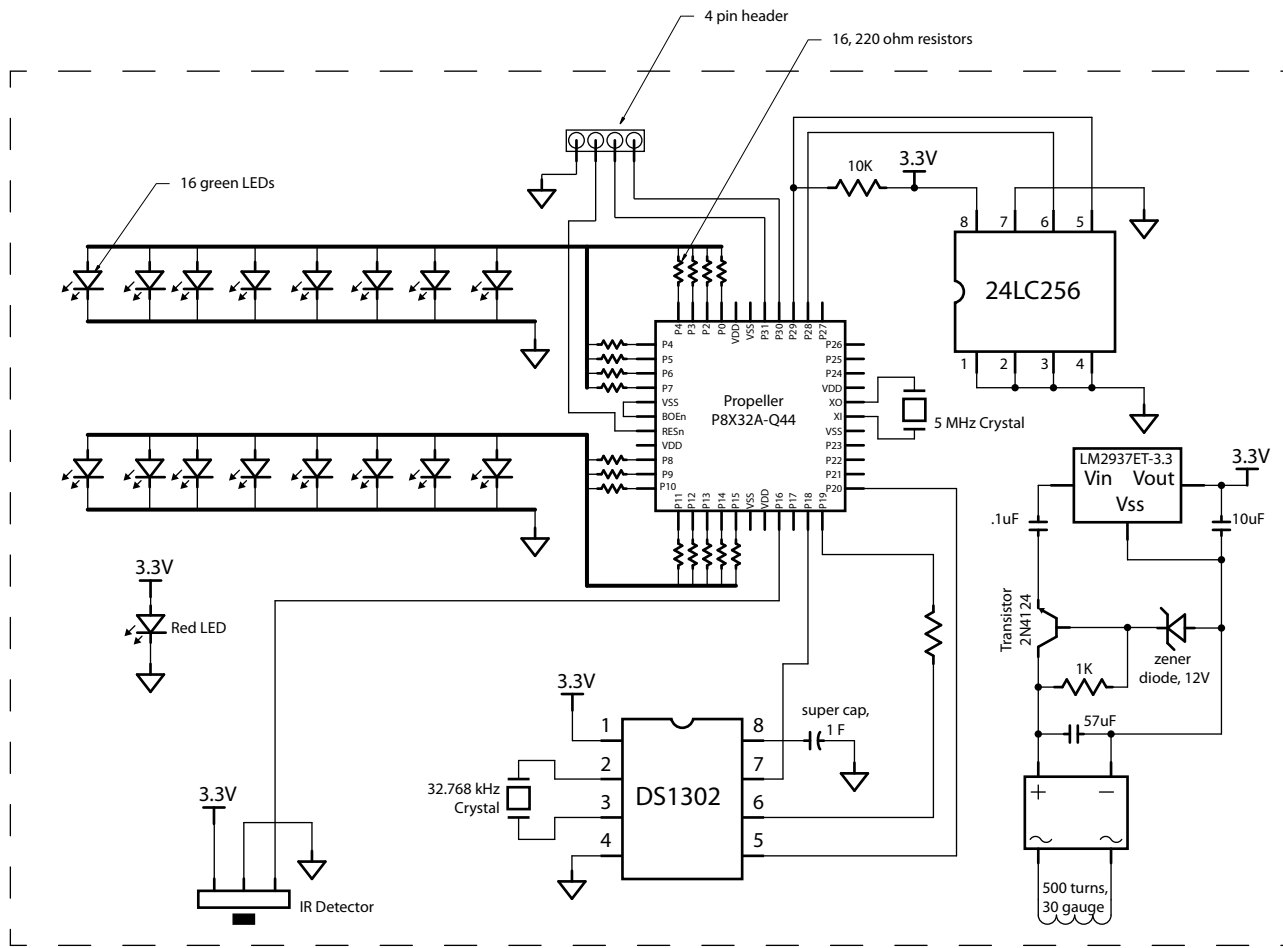 4 pin header
16, 220 ohm resistors
16 green LEDs
10K
3.3V
8 7 6 5
24LC256
1 2 3 4
P4 P3 P2 P0 VDD VSS P31 P30 P29 P28 P27
P4
P5
P6
P7
VSS
BOEn
RESn
VDD
P8
P9
P10
Propeller
P8X32A-Q44
P26
P25
P24
VDD
XO
XI
VSS
P23
P22
P21
P20
P11 P12 P13 P14 P15 VSS VDD P16 P17 P18 P19
5 MHz Crystal
LM2937ET-3.3
Vin Vout
Vss
3.3V
.1uF
10uF
Transistor
2N4124
zener
diode, 12V
1K
57uF
+ −
500 turns,
30 gauge
3.3V
Red LED
3.3V
1
2
3
4
DS1302
8
7
6
5
super cap,
1 F
32.768 kHz
Crystal
3.3V
IR Detector